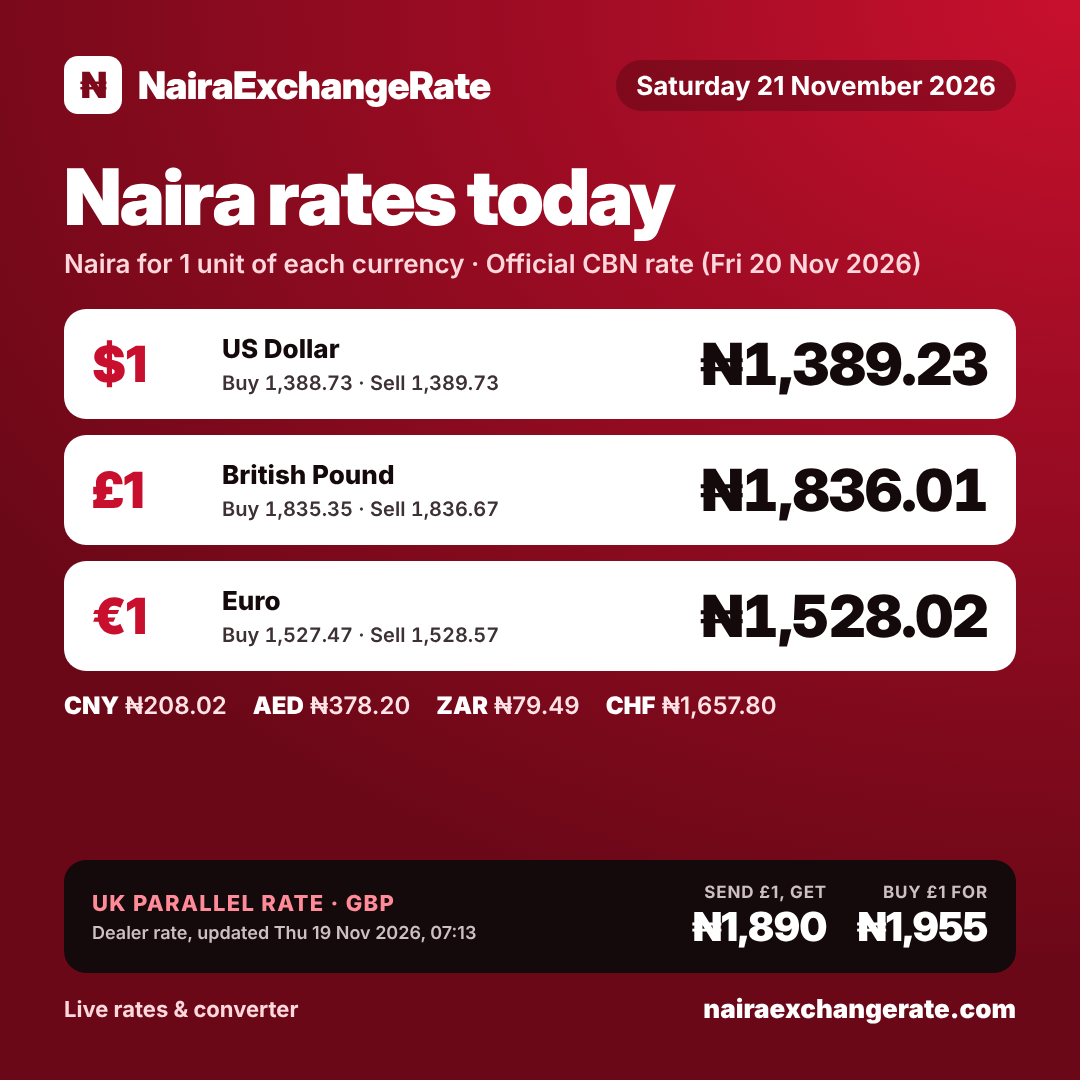 ₦ NairaExchangeRate
Saturday 21 November 2026
Naira rates today
Naira for 1 unit of each currency · Official CBN rate (Fri 20 Nov 2026)
$1
US Dollar
Buy 1,388.73 · Sell 1,389.73
₦1,389.23
£1
British Pound
Buy 1,835.35 · Sell 1,836.67
₦1,836.01
€1
Euro
Buy 1,527.47 · Sell 1,528.57
₦1,528.02
CNY ₦208.02 AED ₦378.20 ZAR ₦79.49 CHF ₦1,657.80
UK PARALLEL RATE · GBP
Dealer rate, updated Thu 19 Nov 2026, 07:13
SEND £1, GET
₦1,890
BUY £1 FOR
₦1,955
Live rates & converter
nairaexchangerate.com